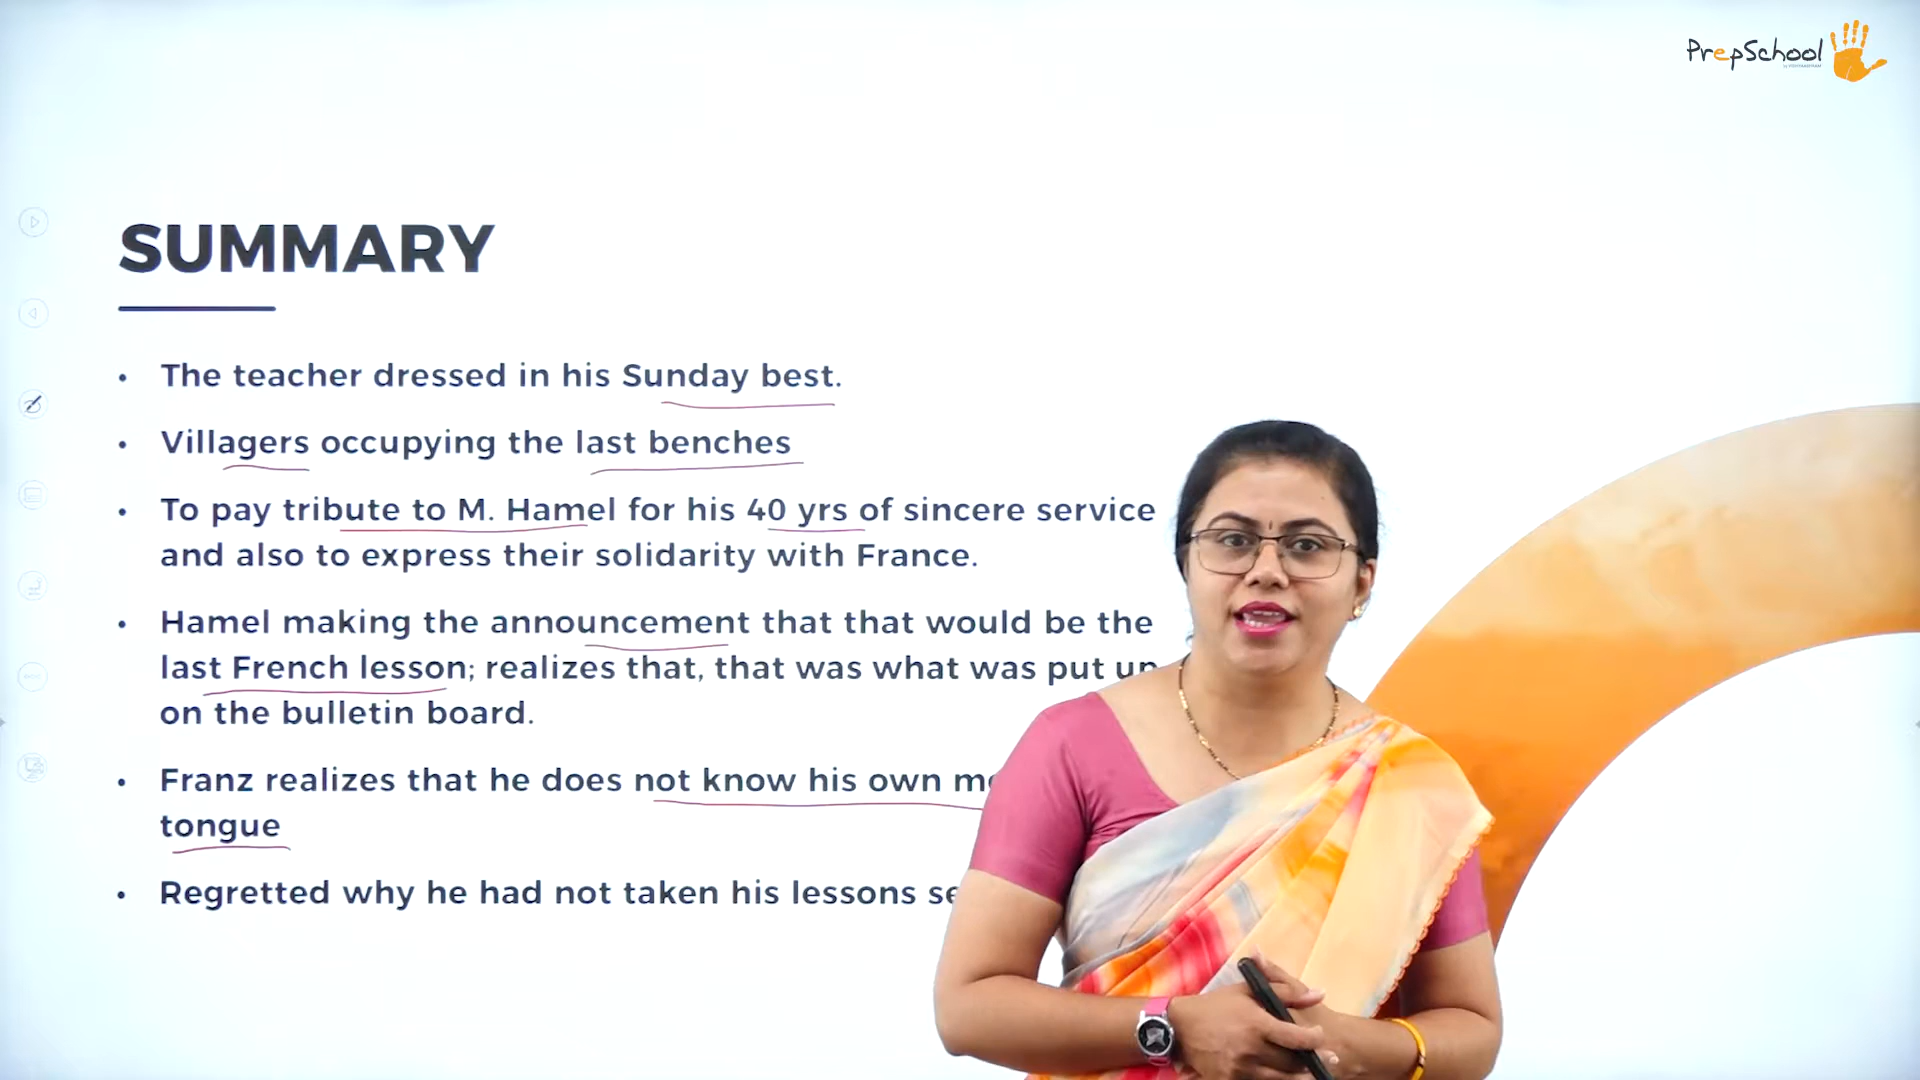 PrepSchool
SUMMARY
• The teacher dressed in his Sunday best.
• Villagers occupying the last benches
• To pay tribute to M. Hamel for his 40 yrs of sincere service
and also to express their solidarity with France.
• Hamel making the announcement that that would be the
last French lesson; realizes that, that was what was put up
on the bulletin board.
• Franz realizes that he does not know his own
tongue
• Regretted why he had not taken his lessons